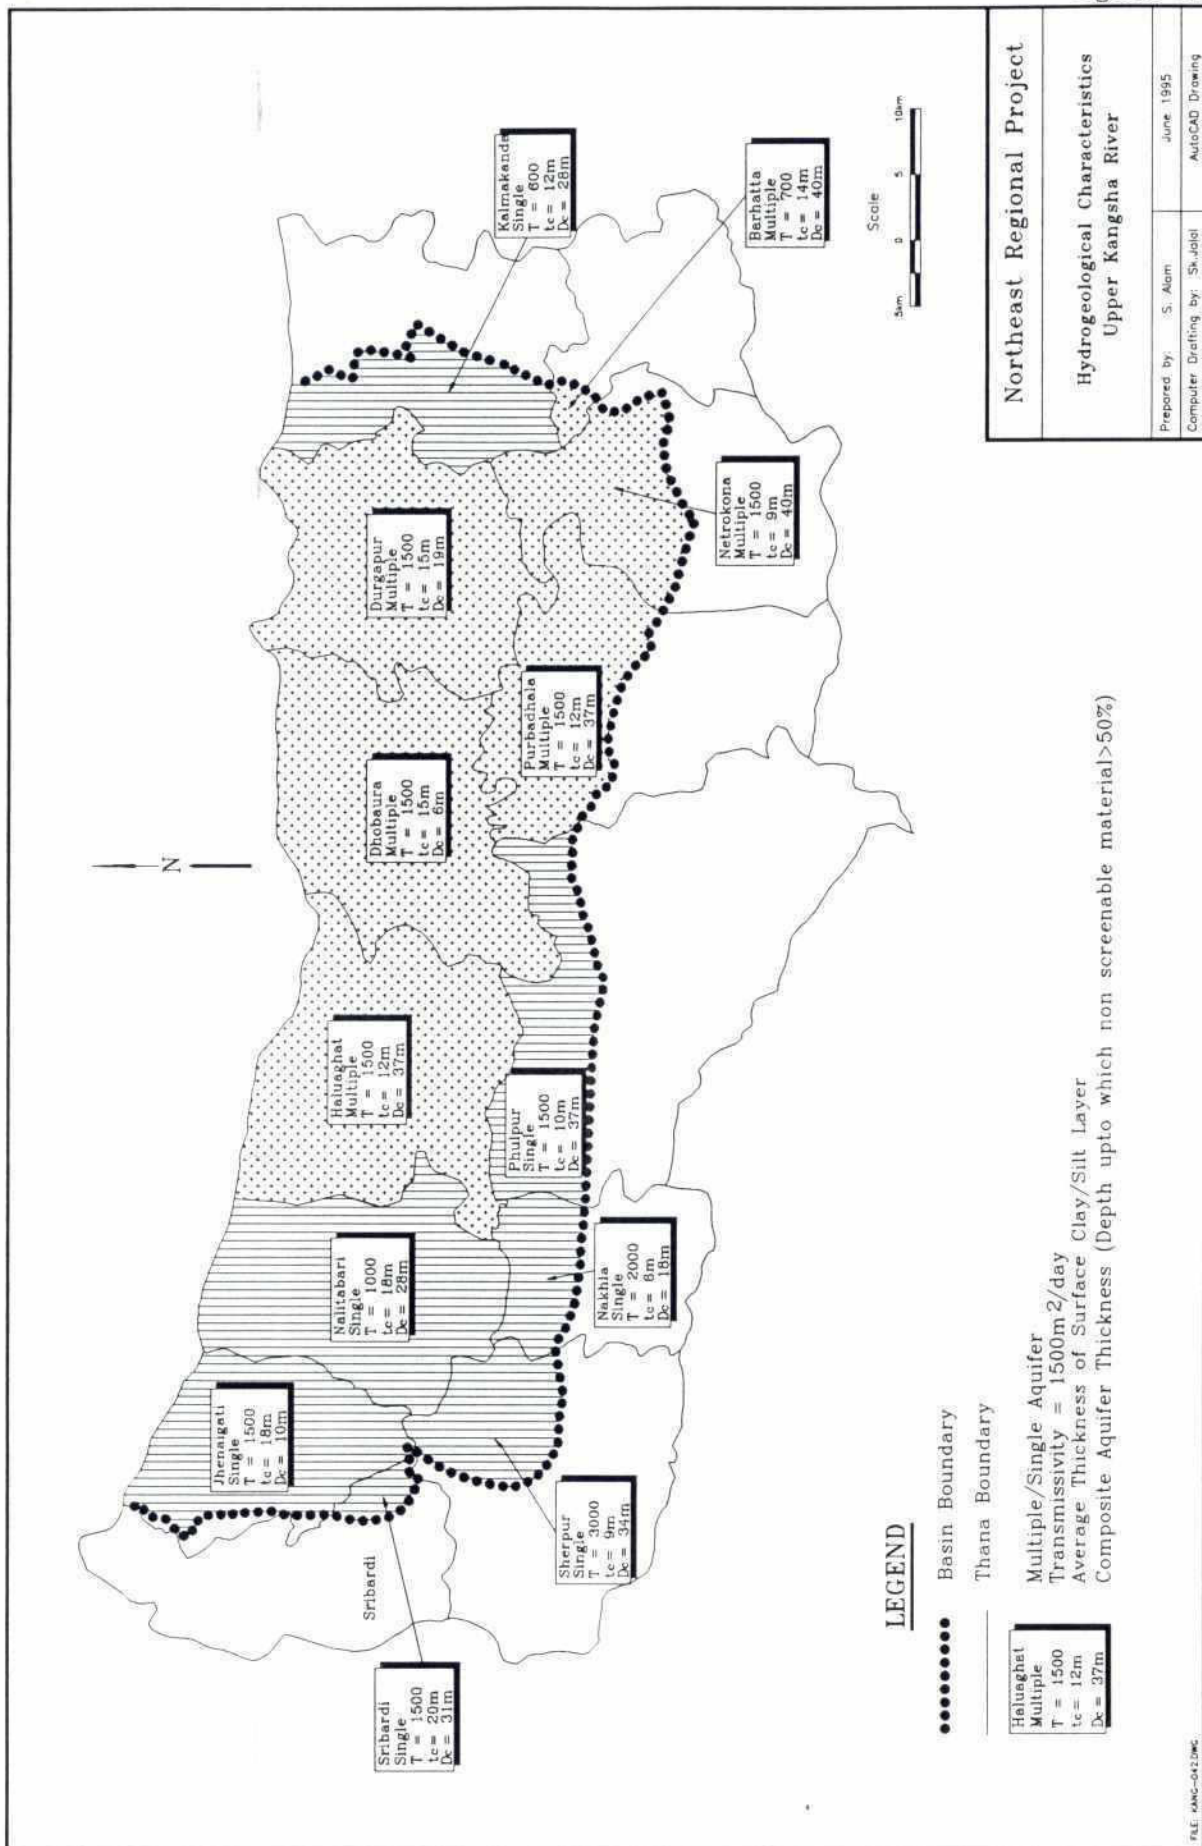 Kalmakanda
Single
T = 600
tc = 12m
Dc = 28m
Barhatta
Multiple
T = 700
tc = 14m
Dc = 40m
Durgapur
Multiple
T = 1500
tc = 15m
Dc = 19m
Netrokona
Multiple
T = 1500
tc = 9m
Dc = 40m
Dhobaura
Multiple
T = 1500
tc = 15m
Dc = 6m
Purbadhala
Multiple
T = 1500
tc = 12m
Dc = 37m
N
Haluaghat
Multiple
T = 1500
tc = 12m
Dc = 37m
Phulpur
Single
T = 1500
tc = 10m
Dc = 37m
Nalitabari
Single
T = 1000
tc = 18m
Dc = 28m
Nakhla
Single
T = 2000
tc = 6m
Dc = 18m
Jhenaigati
Single
T = 1500
tc = 18m
Dc = 10m
Sherpur
Single
T = 3000
tc = 9m
Dc = 34m
Sribardi
Sribardi
Single
T = 1500
tc = 20m
Dc = 31m
Scale
5km 0 5 10km
LEGEND
Basin Boundary
Thana Boundary
Haluaghat
Multiple Multiple/Single Aquifer
T = 1500 Transmissivity = 1500m2/day
tc = 12m Average Thickness of Surface Clay/Silt Layer
Dc = 37m Composite Aquifer Thickness (Depth upto which non screenable material>50%)
Northeast Regional Project
Hydrogeological Characteristics
Upper Kangsha River
Prepared by: S. Alam June 1995
Computer Drafting by: Sk.Jalal AutoCAD Drawing
FILE: KANG-042.DWG